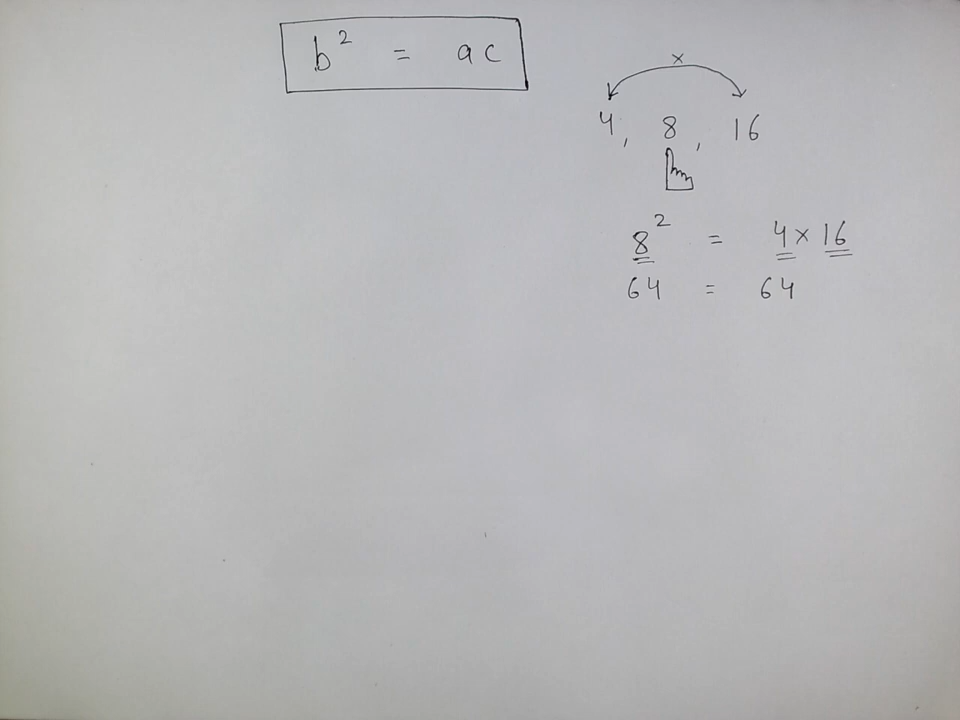 b² = ac
×
4, 8, 16
8² = 4 × 16
64 = 64